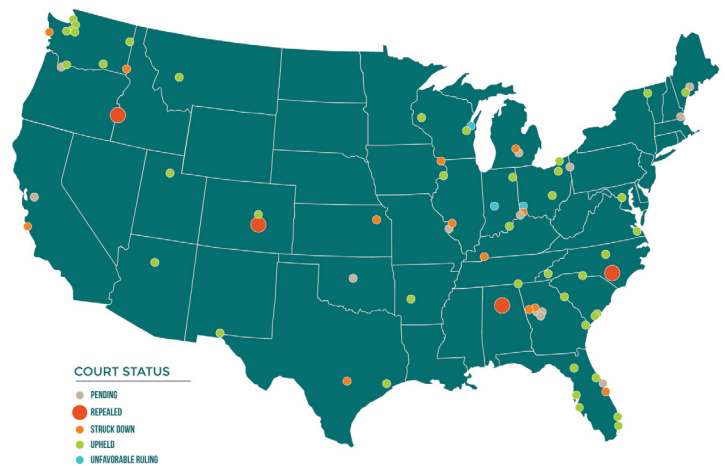 COURT STATUS
PENDING
REPEALED
STRUCK DOWN
UPHELD
UNFAVORABLE RULING